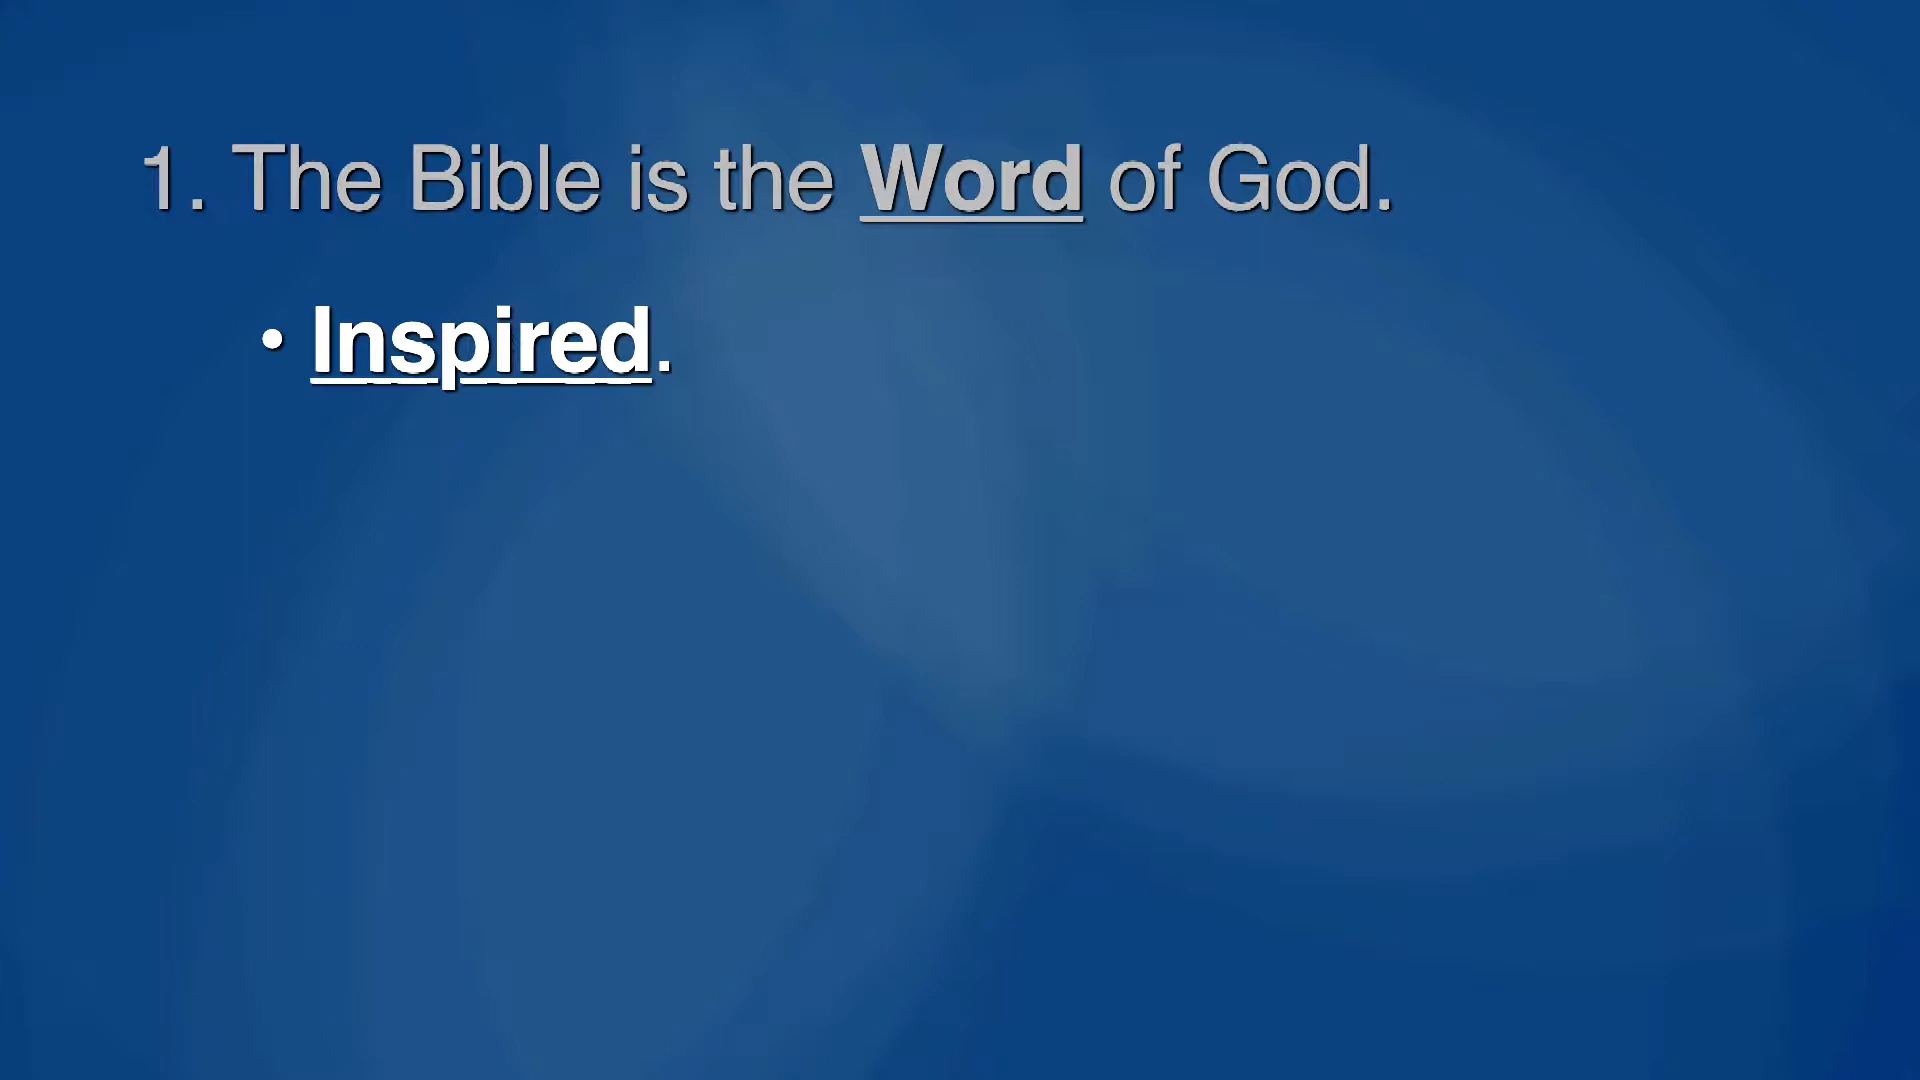 1. The Bible is the Word of God.
• Inspired.